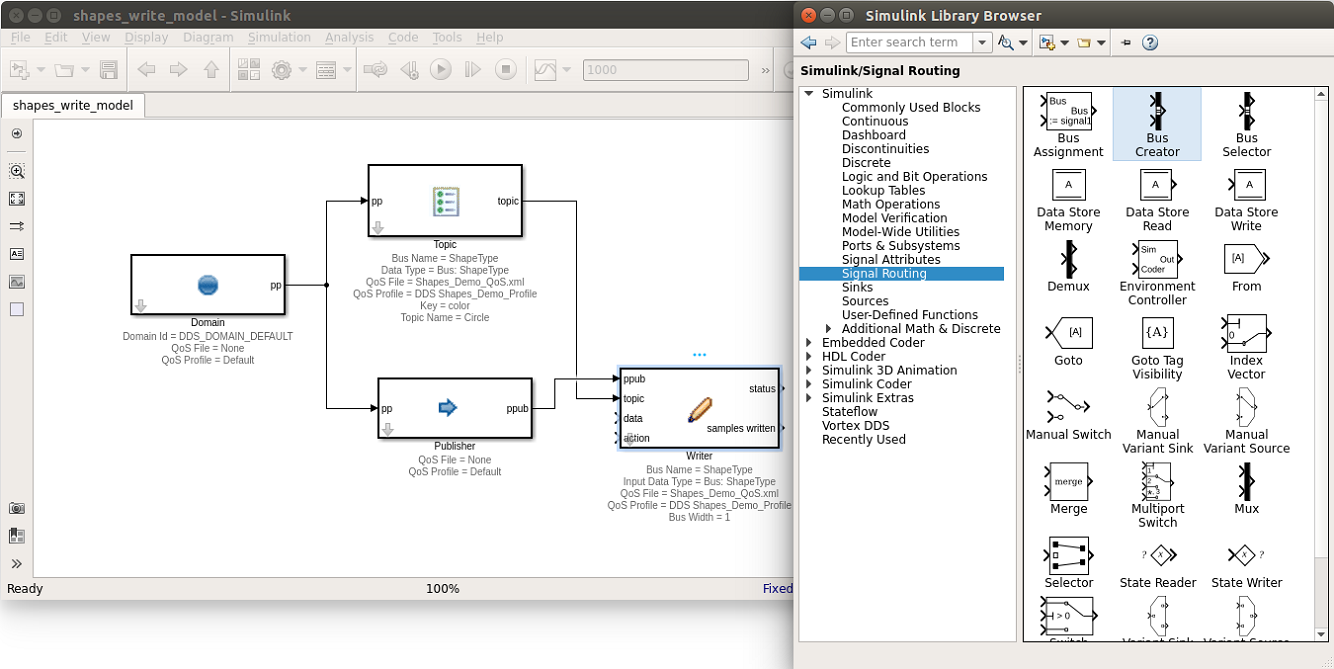 shapes_write_model - Simulink
File Edit View Display Diagram Simulation Analysis Code Tools Help
1000
»
shapes_write_model
pp
topic
Topic
Bus Name = ShapeType
Data Type = Bus: ShapeType
QoS File = Shapes_Demo_QoS.xml
QoS Profile = DDS Shapes_Demo_Profile
Key = color
Topic Name = Circle
pp
Domain
Domain Id = DDS_DOMAIN_DEFAULT
QoS File = None
QoS Profile = Default
pp
ppub
Publisher
QoS File = None
QoS Profile = Default
...
ppub
topic
data
action
status
samples written
Writer
Bus Name = ShapeType
Input Data Type = Bus: ShapeType
QoS File = Shapes_Demo_QoS.xml
QoS Profile = DDS Shapes_Demo_Profile
Bus Width = 1
Ready
100%
Fixed
Simulink Library Browser
Enter search term
Simulink/Signal Routing
Simulink
Commonly Used Blocks
Continuous
Dashboard
Discontinuities
Discrete
Logic and Bit Operations
Lookup Tables
Math Operations
Model Verification
Model-Wide Utilities
Ports & Subsystems
Signal Attributes
Signal Routing
Sinks
Sources
User-Defined Functions
Additional Math & Discrete
Embedded Coder
HDL Coder
Simulink 3D Animation
Simulink Coder
Simulink Extras
Stateflow
Vortex DDS
Recently Used
Bus
Bus
:= signal1
Bus
Assignment
Bus
Creator
Bus
Selector
A
A
A
Data Store
Memory
Data Store
Read
Data Store
Write
Sim
Out
Coder
[A]
Demux
Environment
Controller
From
[A]
{A}
0
Goto
Goto Tag
Visibility
Index
Vector
Manual Switch
Manual
Variant Sink
Manual
Variant Source
merge
1
2
*, 3
Merge
Multiport
Switch
Mux
? X
X ?
Selector
State Reader
State Writer
> 0
Switch
Variant Sink
Variant Source